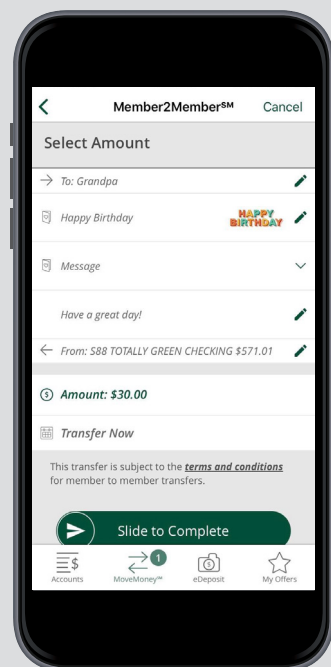 Member2Member℠ Cancel
Select Amount
To: Grandpa
Happy Birthday
HAPPY
BIRTHDAY
Message
Have a great day!
From: S88 TOTALLY GREEN CHECKING $571.01
Amount: $30.00
Transfer Now
This transfer is subject to the terms and conditions
for member to member transfers.
Slide to Complete
1
Accounts MoveMoney™ eDeposit My Offers